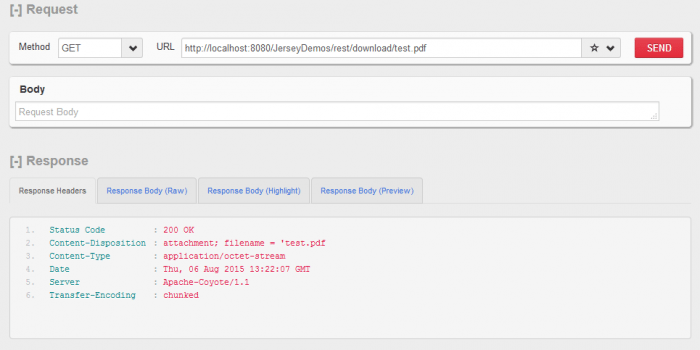 [-] Request
Method GET URL http://localhost:8080/JerseyDemos/rest/download/test.pdf SEND
Body
Request Body
[-] Response
Response Headers Response Body (Raw) Response Body (Highlight) Response Body (Preview)
1. Status Code : 200 OK
2. Content-Disposition : attachment; filename = 'test.pdf
3. Content-Type : application/octet-stream
4. Date : Thu, 06 Aug 2015 13:22:07 GMT
5. Server : Apache-Coyote/1.1
6. Transfer-Encoding : chunked